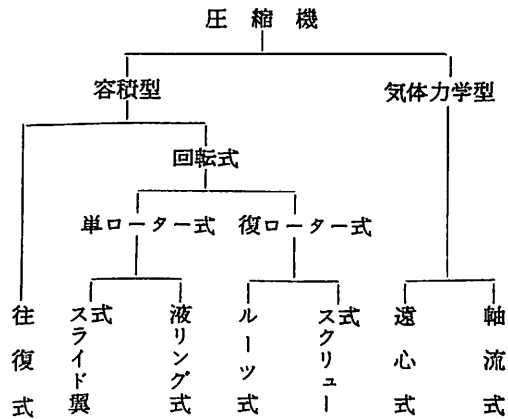 圧縮機
容積型
気体力学型
回転式
単ローター式
復ローター式
往復式
スライド翼式
液リング式
ルーツ式
スクリュー式
遠心式
軸流式